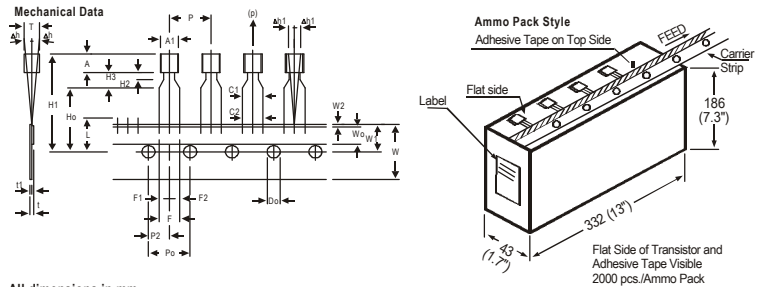 Mechanical Data
T
Δh
Δh
A
H3
H2
H1
Ho
L
t1
t
P
A1
(p)
Δh1
Δh1
C1
C2
W2
Wo
W1
W
F1
F2
F
Do
P2
Po
Ammo Pack Style
Adhesive Tape on Top Side
FEED
Carrier
Strip
Flat side
Label
186
(7.3")
332 (13")
43
(1.7")
Flat Side of Transistor and
Adhesive Tape Visible
2000 pcs./Ammo Pack
All dimensions in mm